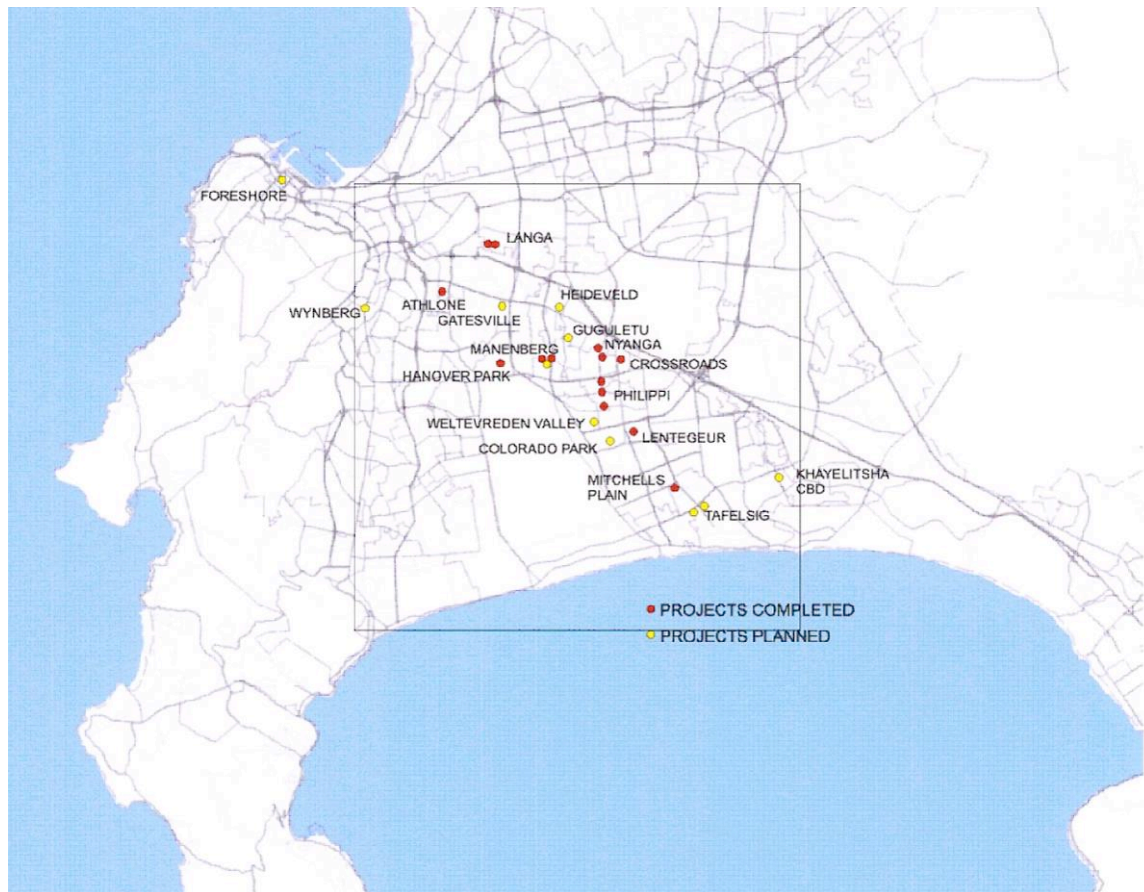 FORESHORE
LANGA
ATHLONE
HEIDEVELD
WYNBERG
GATESVILLE
GUGULETU
NYANGA
MANENBERG
CROSSROADS
HANOVER PARK
PHILIPPI
WELTEVREDEN VALLEY
LENTEGEUR
COLORADO PARK
MITCHELLS
PLAIN
KHAYELITSHA
CBD
TAFELSIG
PROJECTS COMPLETED
PROJECTS PLANNED